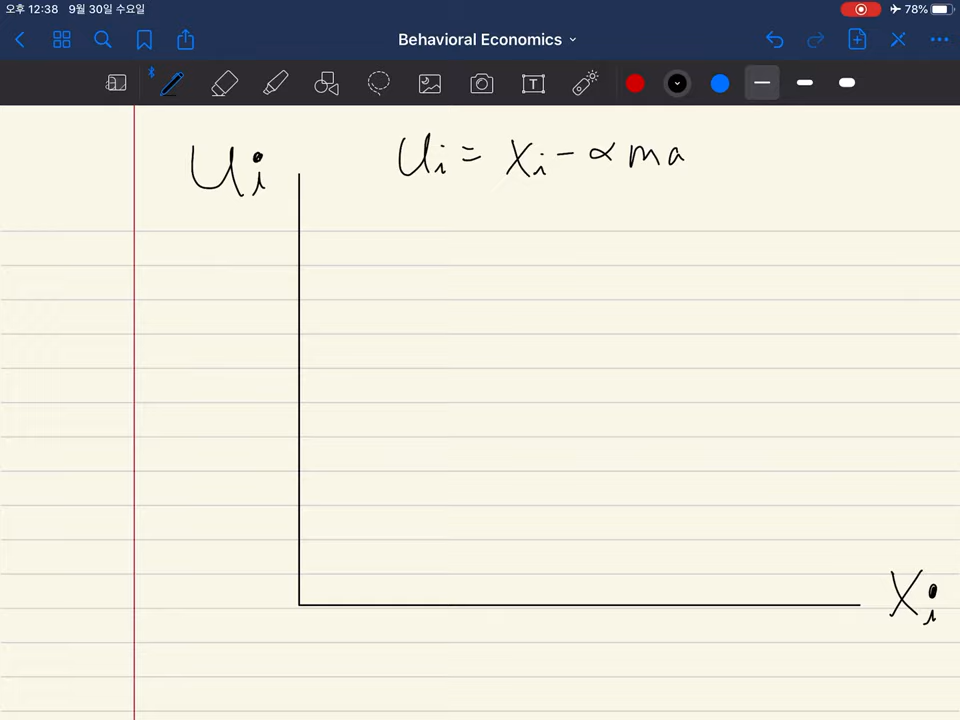 오후 12:38 9월 30일 수요일 78%
Behavioral Economics
T
Ui
Ui = Xi - α ma
Xi